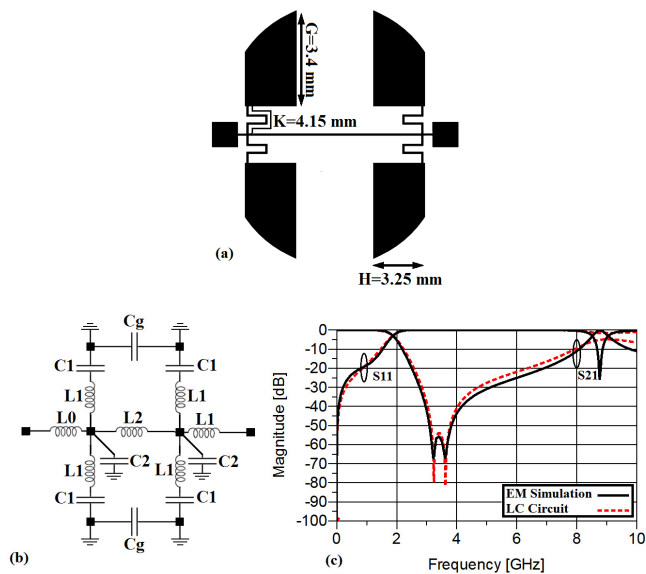 G=3.4 mm
K=4.15 mm
(a)
H=3.25 mm
Cg
C1 C1
L1 L1
L0 L2 L1
L1 C2 L1 C2
C1 C1
Cg
(b)
0
-10
-20
-30
-40
-50
-60
-70
-80
-90
-100
Magnitude [dB]
S11
S21
EM Simulation
LC Circuit
0 2 4 6 8 10
(c) Frequency [GHz]